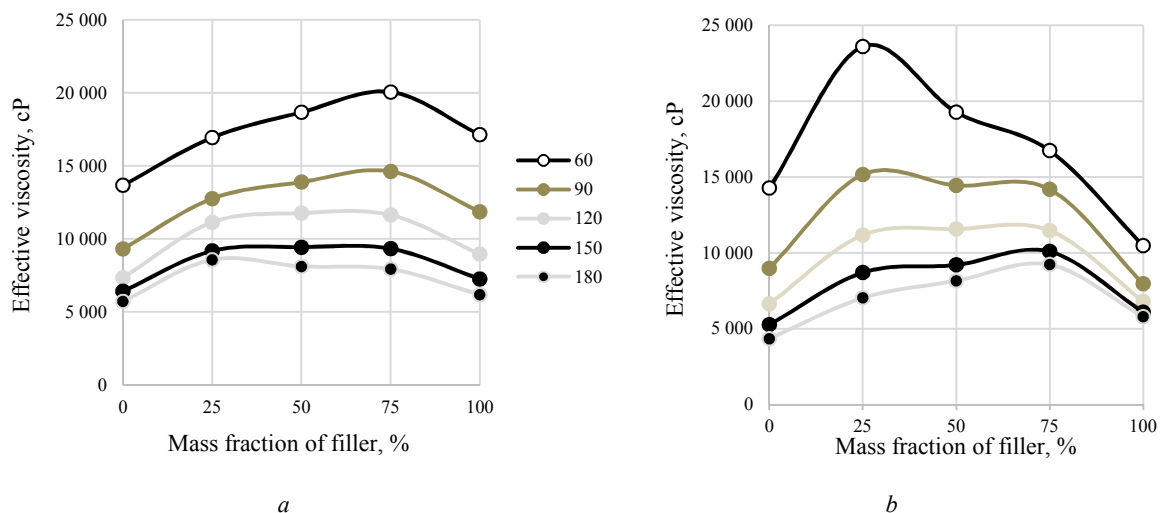 25 000
20 000
15 000
10 000
5 000
0
Effective viscosity, cP
0 25 50 75 100
Mass fraction of filler, %
a
60
90
120
150
180
25 000
20 000
15 000
10 000
5 000
0
Effective viscosity, cP
0 25 50 75 100
Mass fraction of filler, %
b